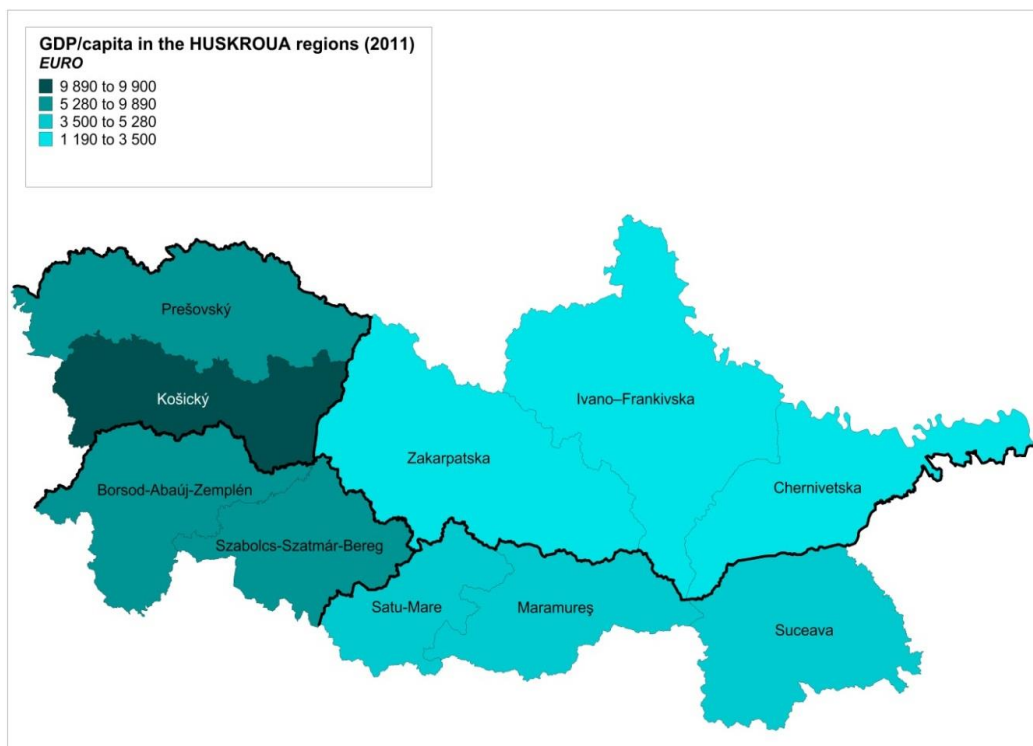 GDP/capita in the HUSKROUA regions (2011)
EURO
9 890 to 9 900
5 280 to 9 890
3 500 to 5 280
1 190 to 3 500
Prešovský
Košický
Ivano–Frankivska
Zakarpatska
Borsod-Abaúj-Zemplén
Chernivetska
Szabolcs-Szatmár-Bereg
Satu-Mare
Maramureş
Suceava